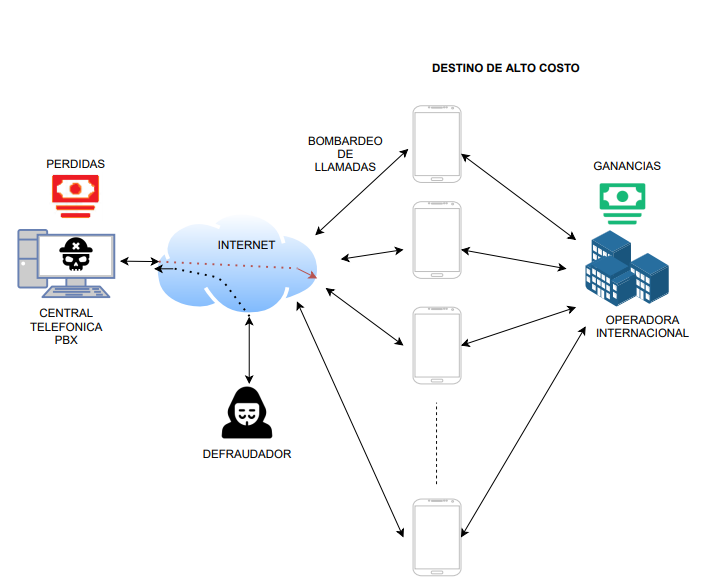 DESTINO DE ALTO COSTO
BOMBARDEO
DE
LLAMADAS
PERDIDAS
GANANCIAS
INTERNET
CENTRAL
TELEFONICA
PBX
OPERADORA
INTERNACIONAL
DEFRAUDADOR